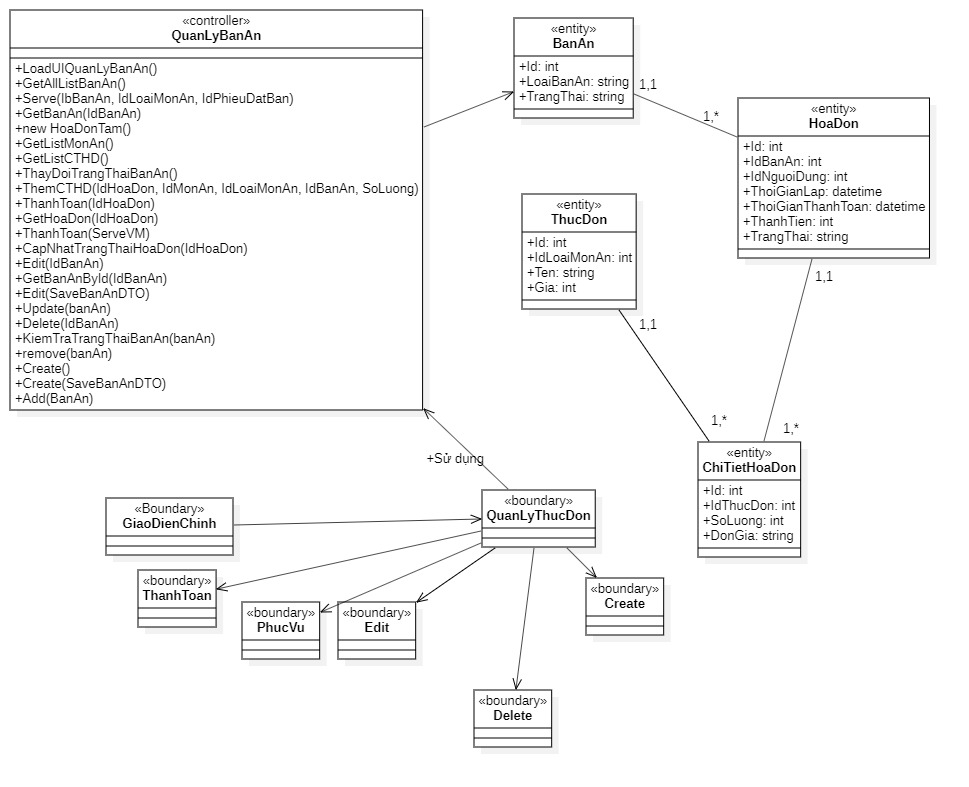 «controller»
QuanLyBanAn
+LoadUIQuanLyBanAn()
+GetAllListBanAn()
+Serve(IbBanAn, IdLoaiMonAn, IdPhieuDatBan)
+GetBanAn(IdBanAn)
+new HoaDonTam()
+GetListMonAn()
+GetListCTHD()
+ThayDoiTrangThaiBanAn()
+ThemCTHD(IdHoaDon, IdMonAn, IdLoaiMonAn, IdBanAn, SoLuong)
+ThanhToan(IdHoaDon)
+GetHoaDon(IdHoaDon)
+ThanhToan(ServeVM)
+CapNhatTrangThaiHoaDon(IdHoaDon)
+Edit(IdBanAn)
+GetBanAnById(IdBanAn)
+Edit(SaveBanAnDTO)
+Update(banAn)
+Delete(IdBanAn)
+KiemTraTrangThaiBanAn(banAn)
+remove(banAn)
+Create()
+Create(SaveBanAnDTO)
+Add(BanAn)
«entity»
BanAn
+Id: int
+LoaiBanAn: string
+TrangThai: string
1,1
1,*
«entity»
HoaDon
+Id: int
+IdBanAn: int
+IdNguoiDung: int
+ThoiGianLap: datetime
+ThoiGianThanhToan: datetime
+ThanhTien: int
+TrangThai: string
«entity»
ThucDon
+Id: int
+IdLoaiMonAn: int
+Ten: string
+Gia: int
1,1
1,1
1,*
1,*
«entity»
ChiTietHoaDon
+Id: int
+IdThucDon: int
+SoLuong: int
+DonGia: string
+Sử dụng
«boundary»
QuanLyThucDon
«Boundary»
GiaoDienChinh
«boundary»
ThanhToan
«boundary»
PhucVu
«boundary»
Edit
«boundary»
Create
«boundary»
Delete